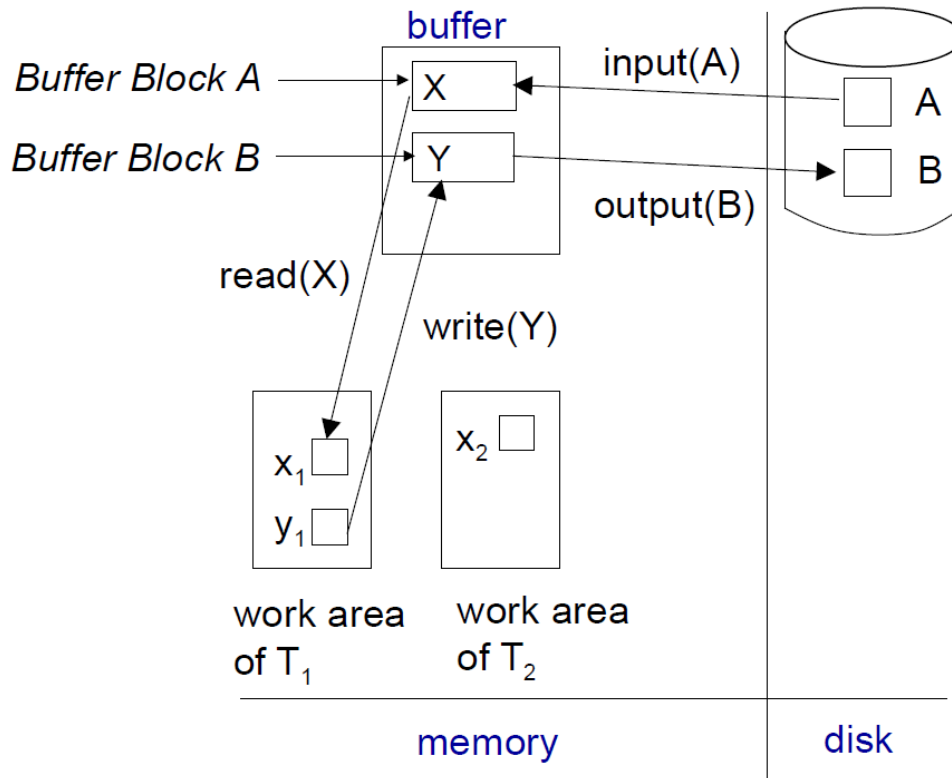 buffer
Buffer Block A
X
input(A)
A
Buffer Block B
Y
B
output(B)
read(X)
write(Y)
x₁
x₂
y₁
work area
of T₁
work area
of T₂
memory
disk